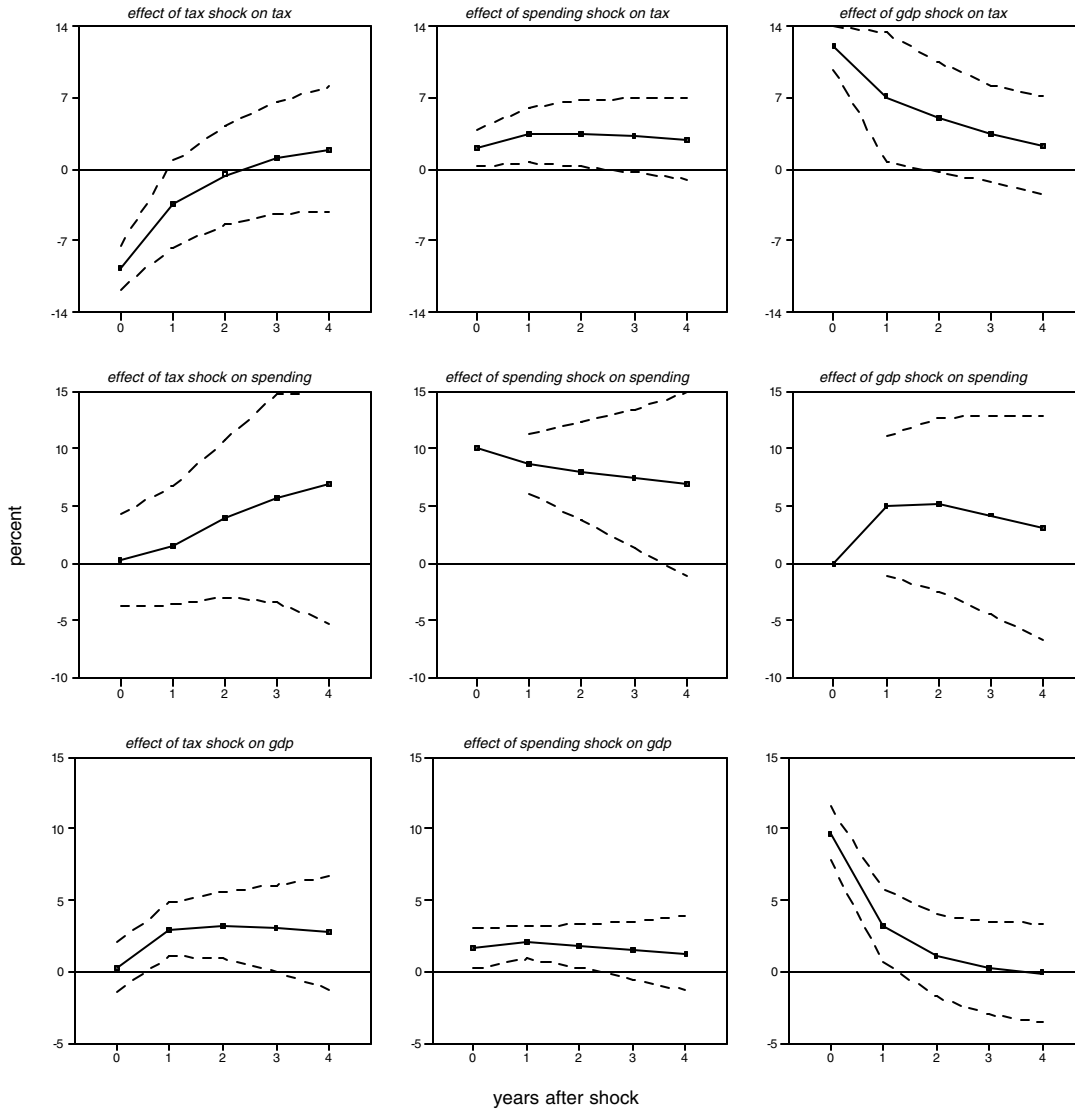 effect of tax shock on tax
effect of spending shock on tax
effect of gdp shock on tax
14
7
0
-7
-14
0 1 2 3 4
14
7
0
-7
-14
0 1 2 3 4
14
7
0
-7
-14
0 1 2 3 4
effect of tax shock on spending
effect of spending shock on spending
effect of gdp shock on spending
percent
15
10
5
0
-5
-10
0 1 2 3 4
15
10
5
0
-5
-10
0 1 2 3 4
15
10
5
0
-5
-10
0 1 2 3 4
effect of tax shock on gdp
effect of spending shock on gdp
15
10
5
0
-5
0 1 2 3 4
15
10
5
0
-5
0 1 2 3 4
15
10
5
0
-5
0 1 2 3 4
years after shock